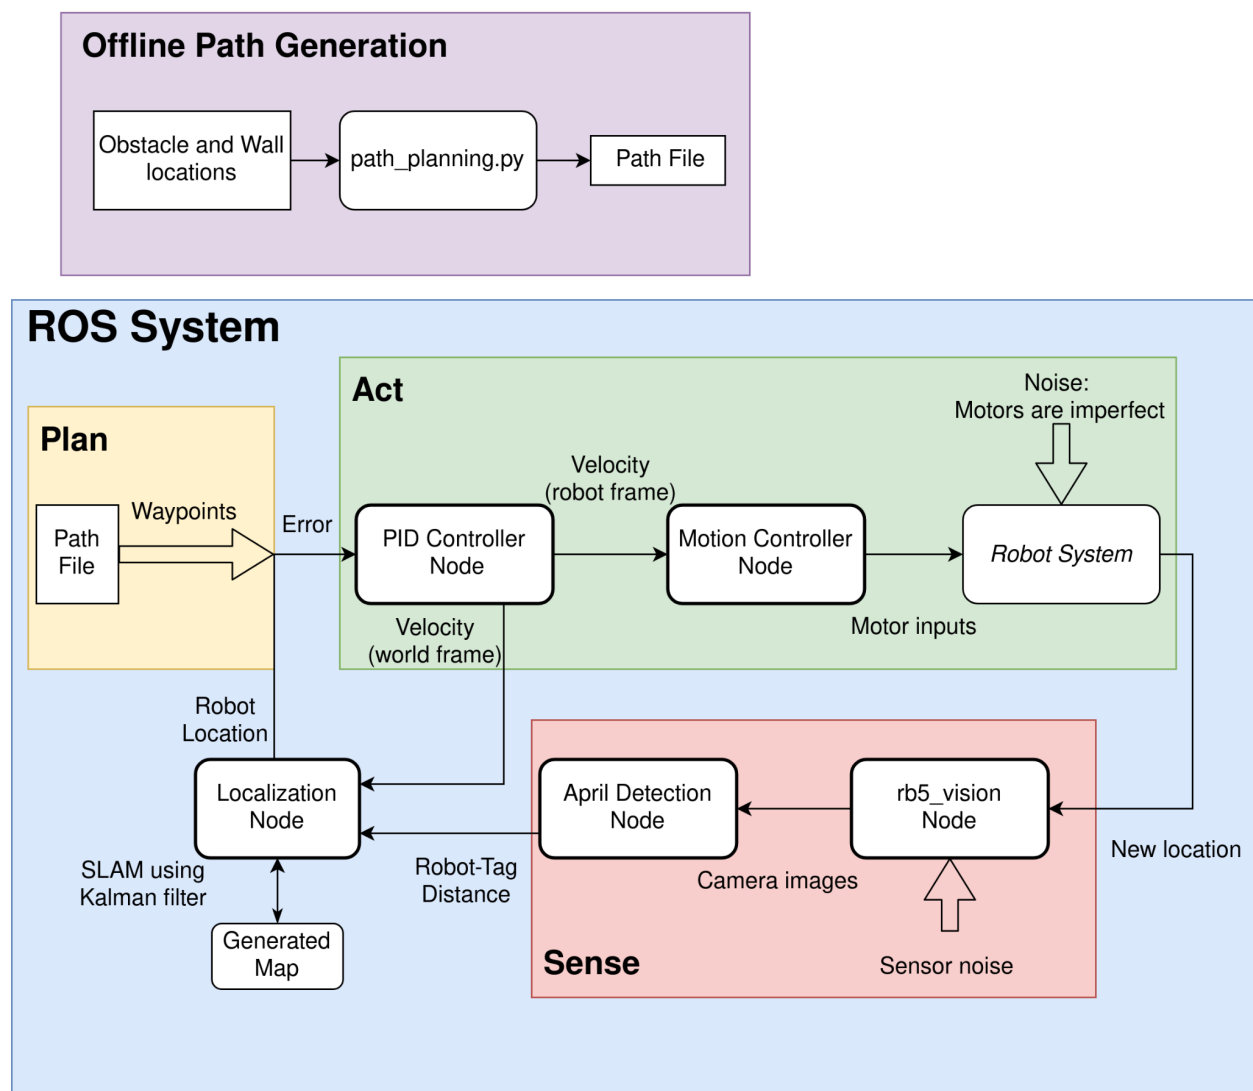 Offline Path Generation
Obstacle and Wall
locations
path_planning.py
Path File
ROS System
Act
Noise:
Motors are imperfect
Plan
Velocity
(robot frame)
Waypoints
Error
Path
File
PID Controller
Node
Motion Controller
Node
Robot System
Velocity
(world frame)
Motor inputs
Robot
Location
Localization
Node
April Detection
Node
rb5_vision
Node
New location
SLAM using
Kalman filter
Robot-Tag
Distance
Camera images
Generated
Map
Sense
Sensor noise